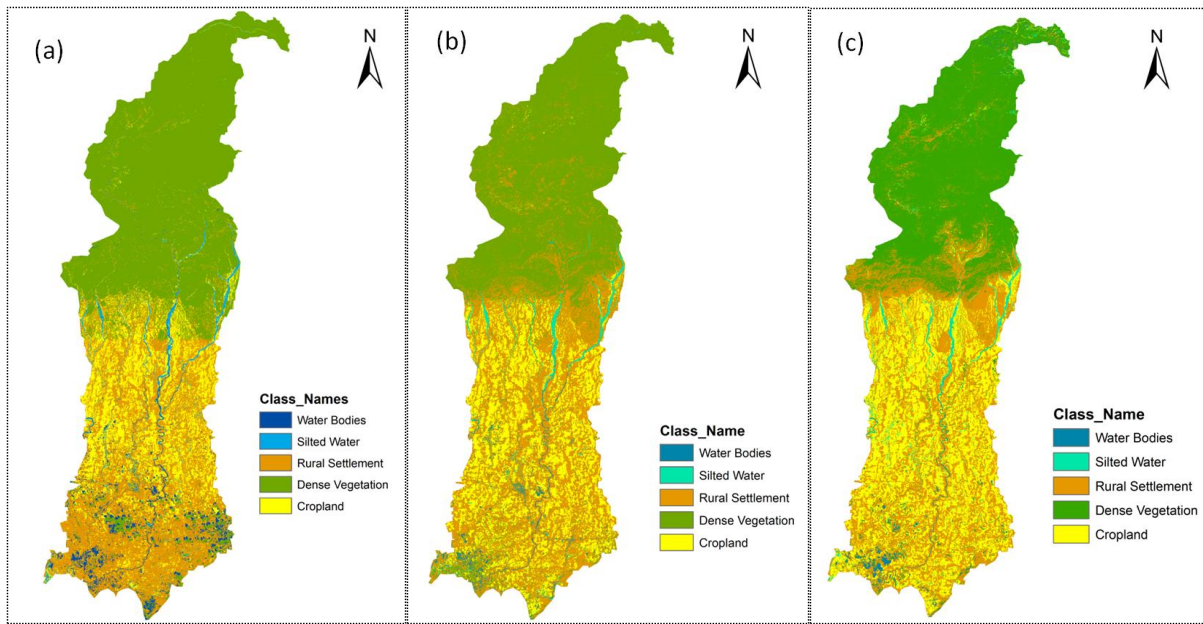 (a)
N
Class_Names
Water Bodies
Silted Water
Rural Settlement
Dense Vegetation
Cropland
(b)
N
Class_Name
Water Bodies
Silted Water
Rural Settlement
Dense Vegetation
Cropland
(c)
N
Class_Name
Water Bodies
Silted Water
Rural Settlement
Dense Vegetation
Cropland